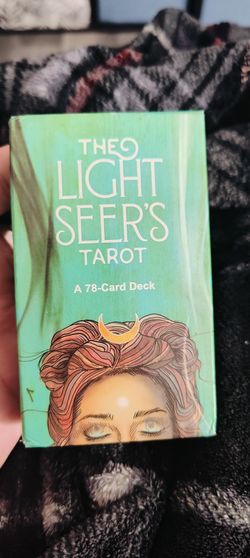 THE
LIGHT
SEER'S
TAROT
A 78-Card Deck